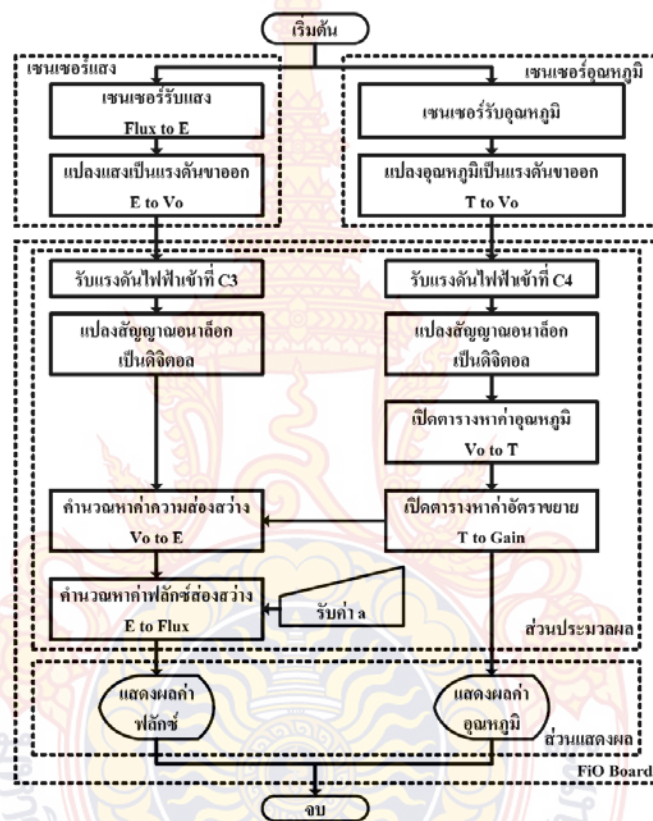 เริ่มต้น
เซนเซอร์แสง
เซนเซอร์อุณหภูมิ
เซนเซอร์รับแสง
Flux to E
เซนเซอร์รับอุณหภูมิ
แปลงแสงเป็นแรงดันขาออก
E to Vo
แปลงอุณหภูมิเป็นแรงดันขาออก
T to Vo
รับแรงดันไฟฟ้าเข้าที่ C3
รับแรงดันไฟฟ้าเข้าที่ C4
แปลงสัญญาณอนาล็อก
เป็นดิจิตอล
แปลงสัญญาณอนาล็อก
เป็นดิจิตอล
เปิดตารางหาค่าอุณหภูมิ
Vo to T
คำนวณหาค่าความส่องสว่าง
Vo to E
เปิดตารางหาค่าอัตราขยาย
T to Gain
คำนวณหาค่าฟลักซ์ส่องสว่าง
E to Flux
รับค่า a
ส่วนประมวลผล
แสดงผลค่า
ฟลักซ์
แสดงผลค่า
อุณหภูมิ
ส่วนแสดงผล
FiO Board
จบ